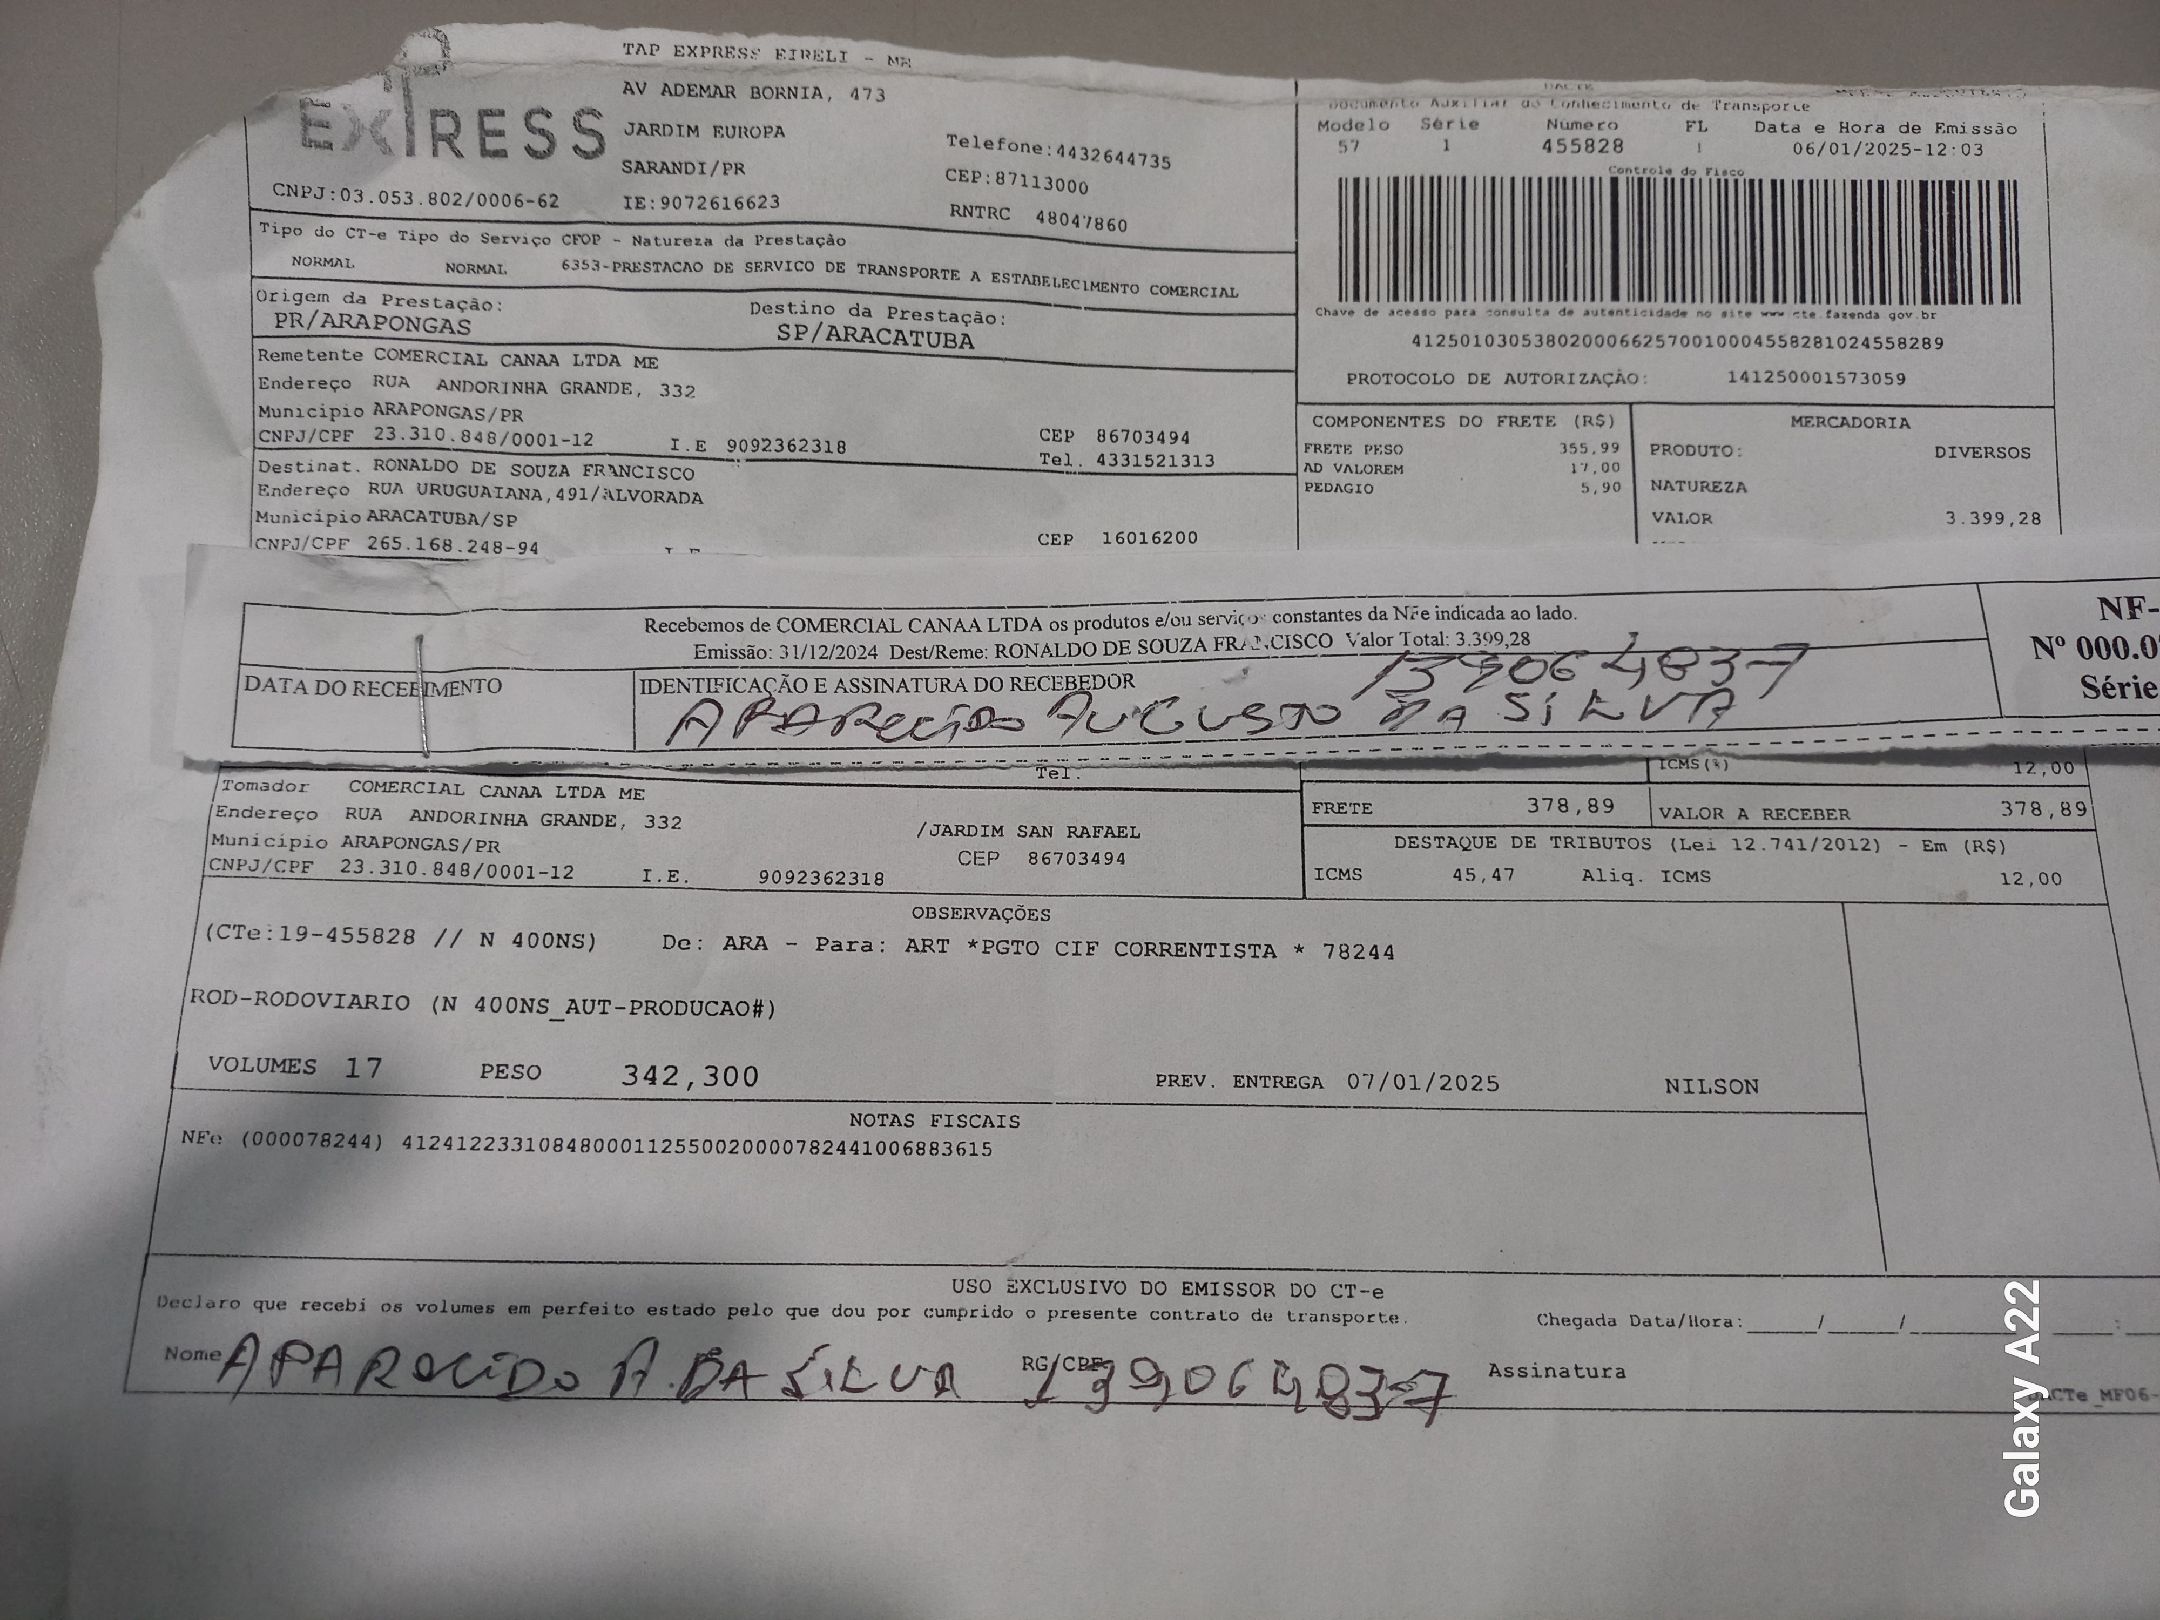 TAP EXPRESS EIRELI - ME
EXPRESS
AV ADEMAR BORNIA, 473
JARDIM EUROPA
SARANDI/PR
Telefone:4432644735
CEP:87113000
CNPJ:03.053.802/0006-62 IE:9072616623
RNTRC 48047860
DACTE
Documento Auxiliar do Conhecimento de Transporte
Modelo Série Número FL Data e Hora de Emissão
57 1 455828 1 06/01/2025-12:03
Controle do Fisco
Chave de acesso para consulta de autenticidade no site www.cte.fazenda.gov.br
41250103053802000662570010004558281024558289
PROTOCOLO DE AUTORIZAÇÃO: 141250001573059
Tipo do CT-e Tipo do Serviço CFOP - Natureza da Prestação
NORMAL NORMAL 6353-PRESTACAO DE SERVICO DE TRANSPORTE A ESTABELECIMENTO COMERCIAL
Origem da Prestação: Destino da Prestação:
PR/ARAPONGAS SP/ARACATUBA
Remetente COMERCIAL CANAA LTDA ME
Endereço RUA ANDORINHA GRANDE, 332
Município ARAPONGAS/PR
CNPJ/CPF 23.310.848/0001-12 I.E 9092362318
CEP 86703494
Tel. 4331521313
Destinat. RONALDO DE SOUZA FRANCISCO
Endereço RUA URUGUAIANA,491/ALVORADA
Município ARACATUBA/SP
CNPJ/CPF 265.168.248-94 CEP 16016200
COMPONENTES DO FRETE (R$)
FRETE PESO 355,99
AD VALOREM 17,00
PEDAGIO 5,90
MERCADORIA
PRODUTO: DIVERSOS
NATUREZA
VALOR 3.399,28
Recebemos de COMERCIAL CANAA LTDA os produtos e/ou serviços constantes da NFe indicada ao lado.
Emissão: 31/12/2024 Dest/Reme: RONALDO DE SOUZA FRANCISCO Valor Total: 3.399,28
NF-
Nº 000.0
Série
DATA DO RECEBIMENTO
IDENTIFICAÇÃO E ASSINATURA DO RECEBEDOR
139064837
APARECIDO AUGUSTO DA SILVA
Tel.
ICMS(%) 12,00
Tomador COMERCIAL CANAA LTDA ME
Endereço RUA ANDORINHA GRANDE, 332
/JARDIM SAN RAFAEL
Município ARAPONGAS/PR
CEP 86703494
CNPJ/CPF 23.310.848/0001-12 I.E. 9092362318
FRETE 378,89 VALOR A RECEBER 378,89
DESTAQUE DE TRIBUTOS (Lei 12.741/2012) - Em (R$)
ICMS 45,47 Aliq. ICMS 12,00
OBSERVAÇÕES
(CTe:19-455828 // N 400NS) De: ARA - Para: ART *PGTO CIF CORRENTISTA * 78244
ROD-RODOVIARIO (N 400NS_AUT-PRODUCAO#)
VOLUMES 17 PESO 342,300 PREV. ENTREGA 07/01/2025 NILSON
NOTAS FISCAIS
NFe (000078244) 41241223310848000112550020000782441006883615
USO EXCLUSIVO DO EMISSOR DO CT-e
Declaro que recebi os volumes em perfeito estado pelo que dou por cumprido o presente contrato de transporte.
Chegada Data/Hora:_____/_____/_____ ____:
Nome APARECIDO A. DA SILVA RG/CPF 139064837 Assinatura
DACTe_MF06-
Galaxy A22